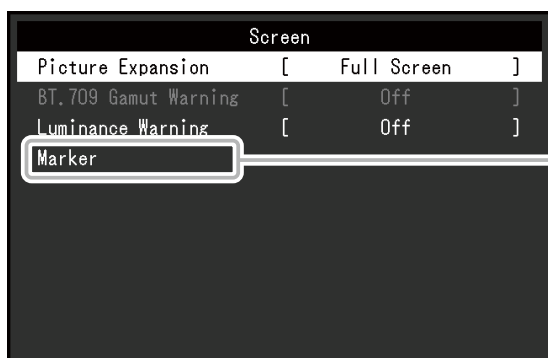 Screen
Picture Expansion [ Full Screen ]
BT.709 Gamut Warning [ Off ]
Luminance Warning [ Off ]
Marker